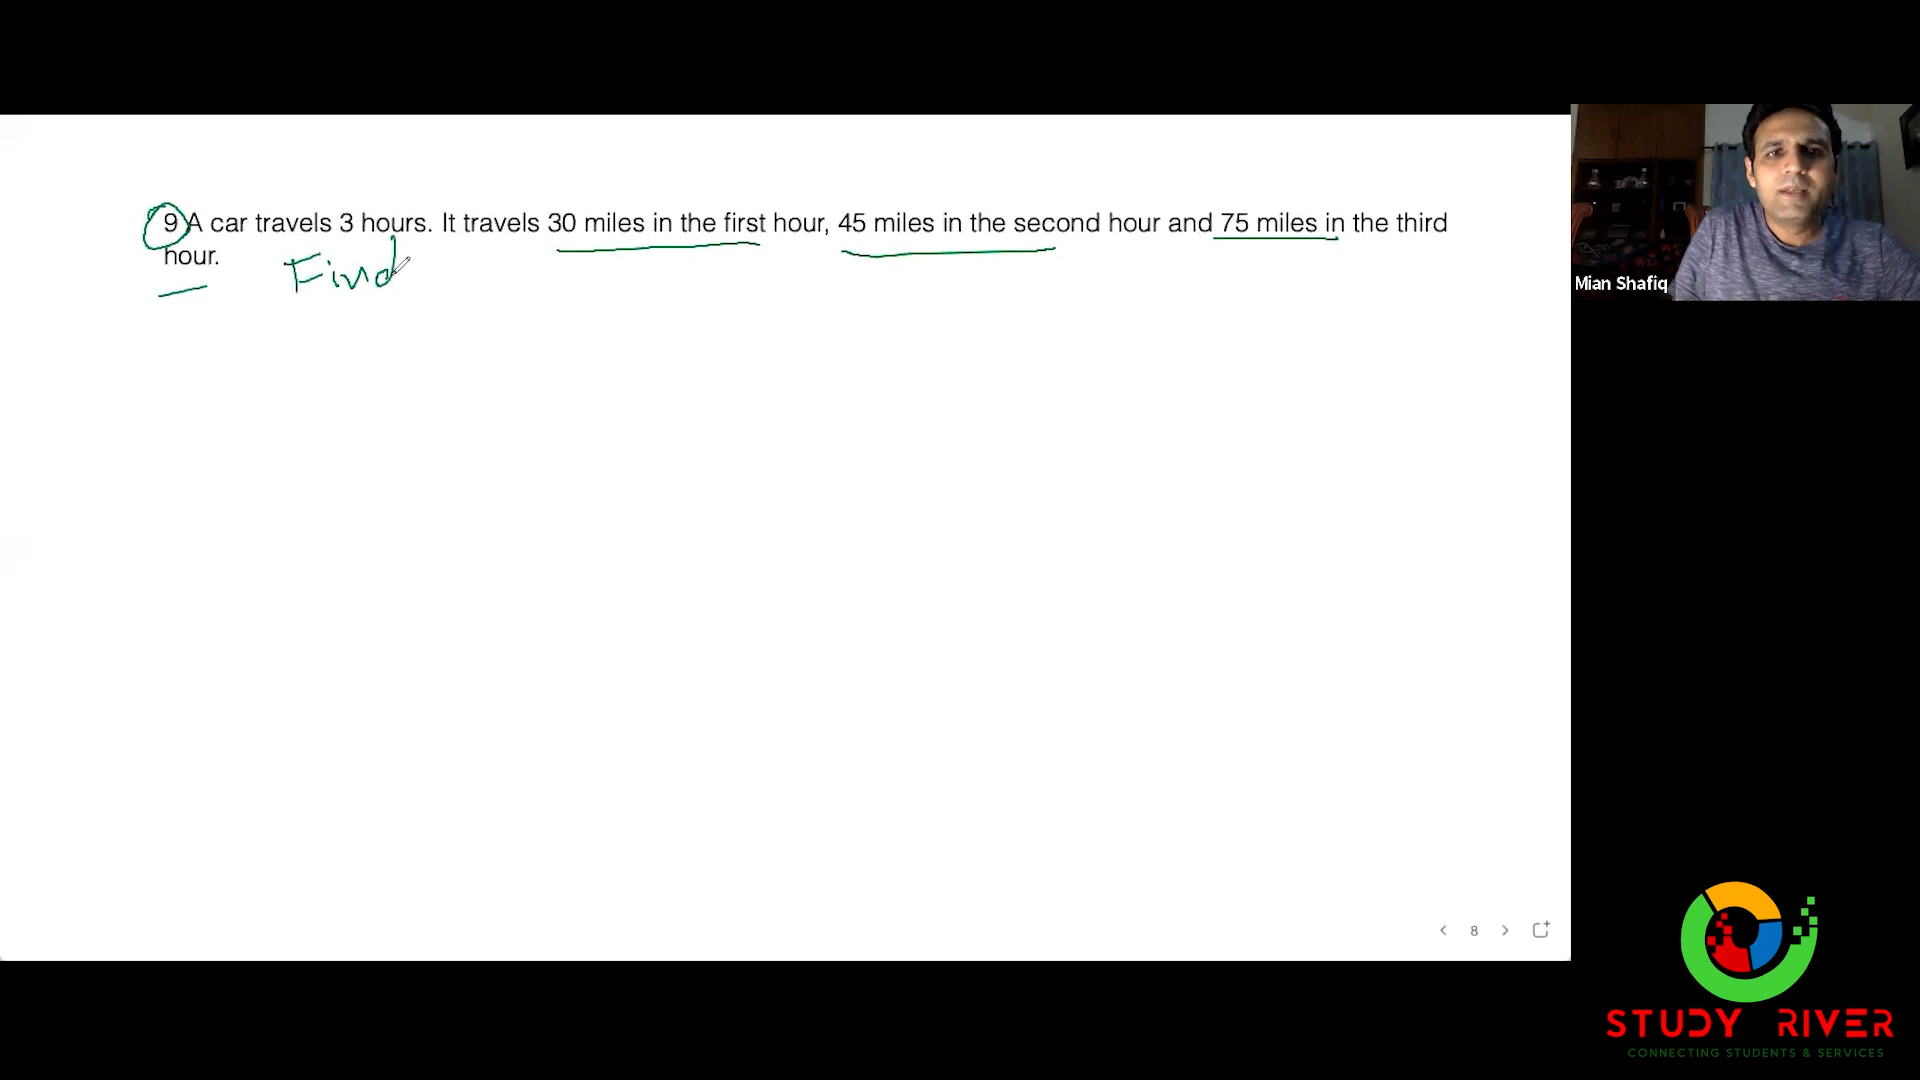 9 A car travels 3 hours. It travels 30 miles in the first hour, 45 miles in the second hour and 75 miles in the third
hour.
Find
Mian Shafiq
8
STUDY RIVER
CONNECTING STUDENTS & SERVICES